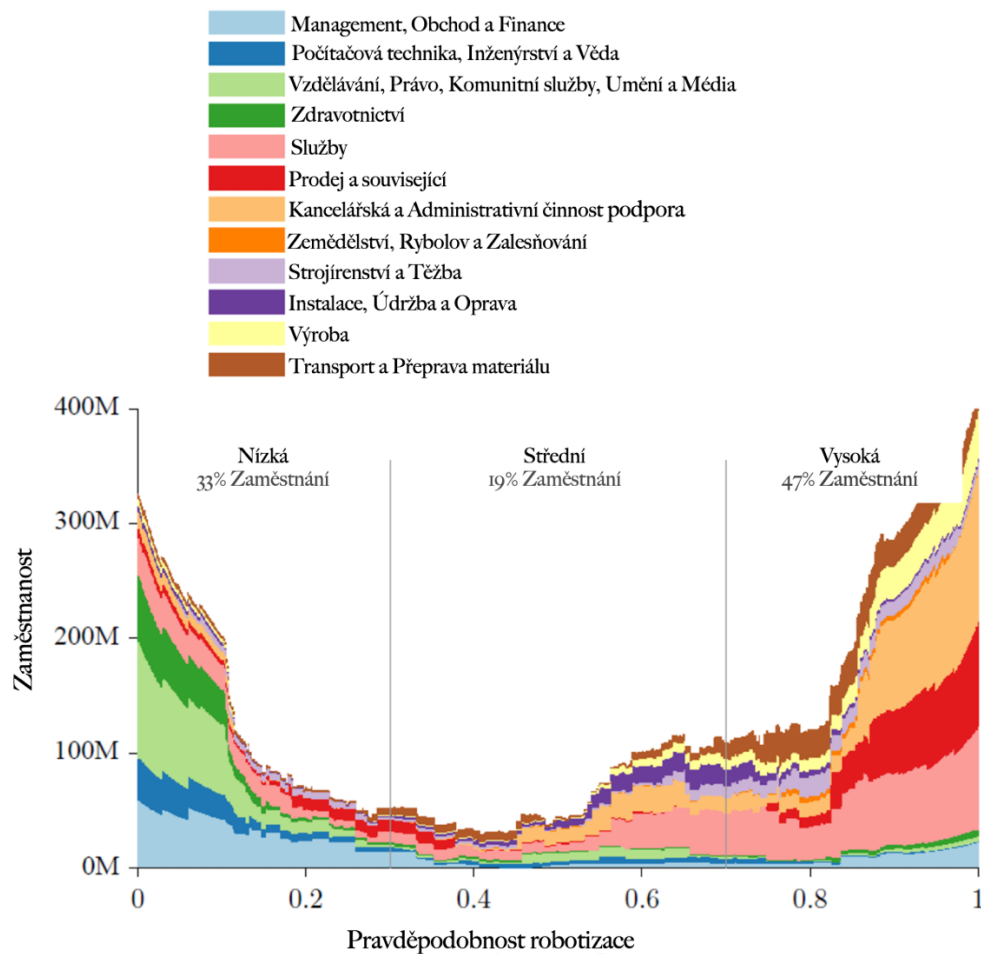 Management, Obchod a Finance
Počítačová technika, Inženýrství a Věda
Vzdělávání, Právo, Komunitní služby, Umění a Média
Zdravotnictví
Služby
Prodej a související
Kancelářská a Administrativní činnost podpora
Zemědělství, Rybolov a Zalesňování
Strojírenství a Těžba
Instalace, Údržba a Oprava
Výroba
Transport a Přeprava materiálu
400M
Nízká
33% Zaměstnání
Střední
19% Zaměstnání
Vysoká
47% Zaměstnání
300M
200M
100M
0M
Zaměstnanost
0 0.2 0.4 0.6 0.8 1
Pravděpodobnost robotizace